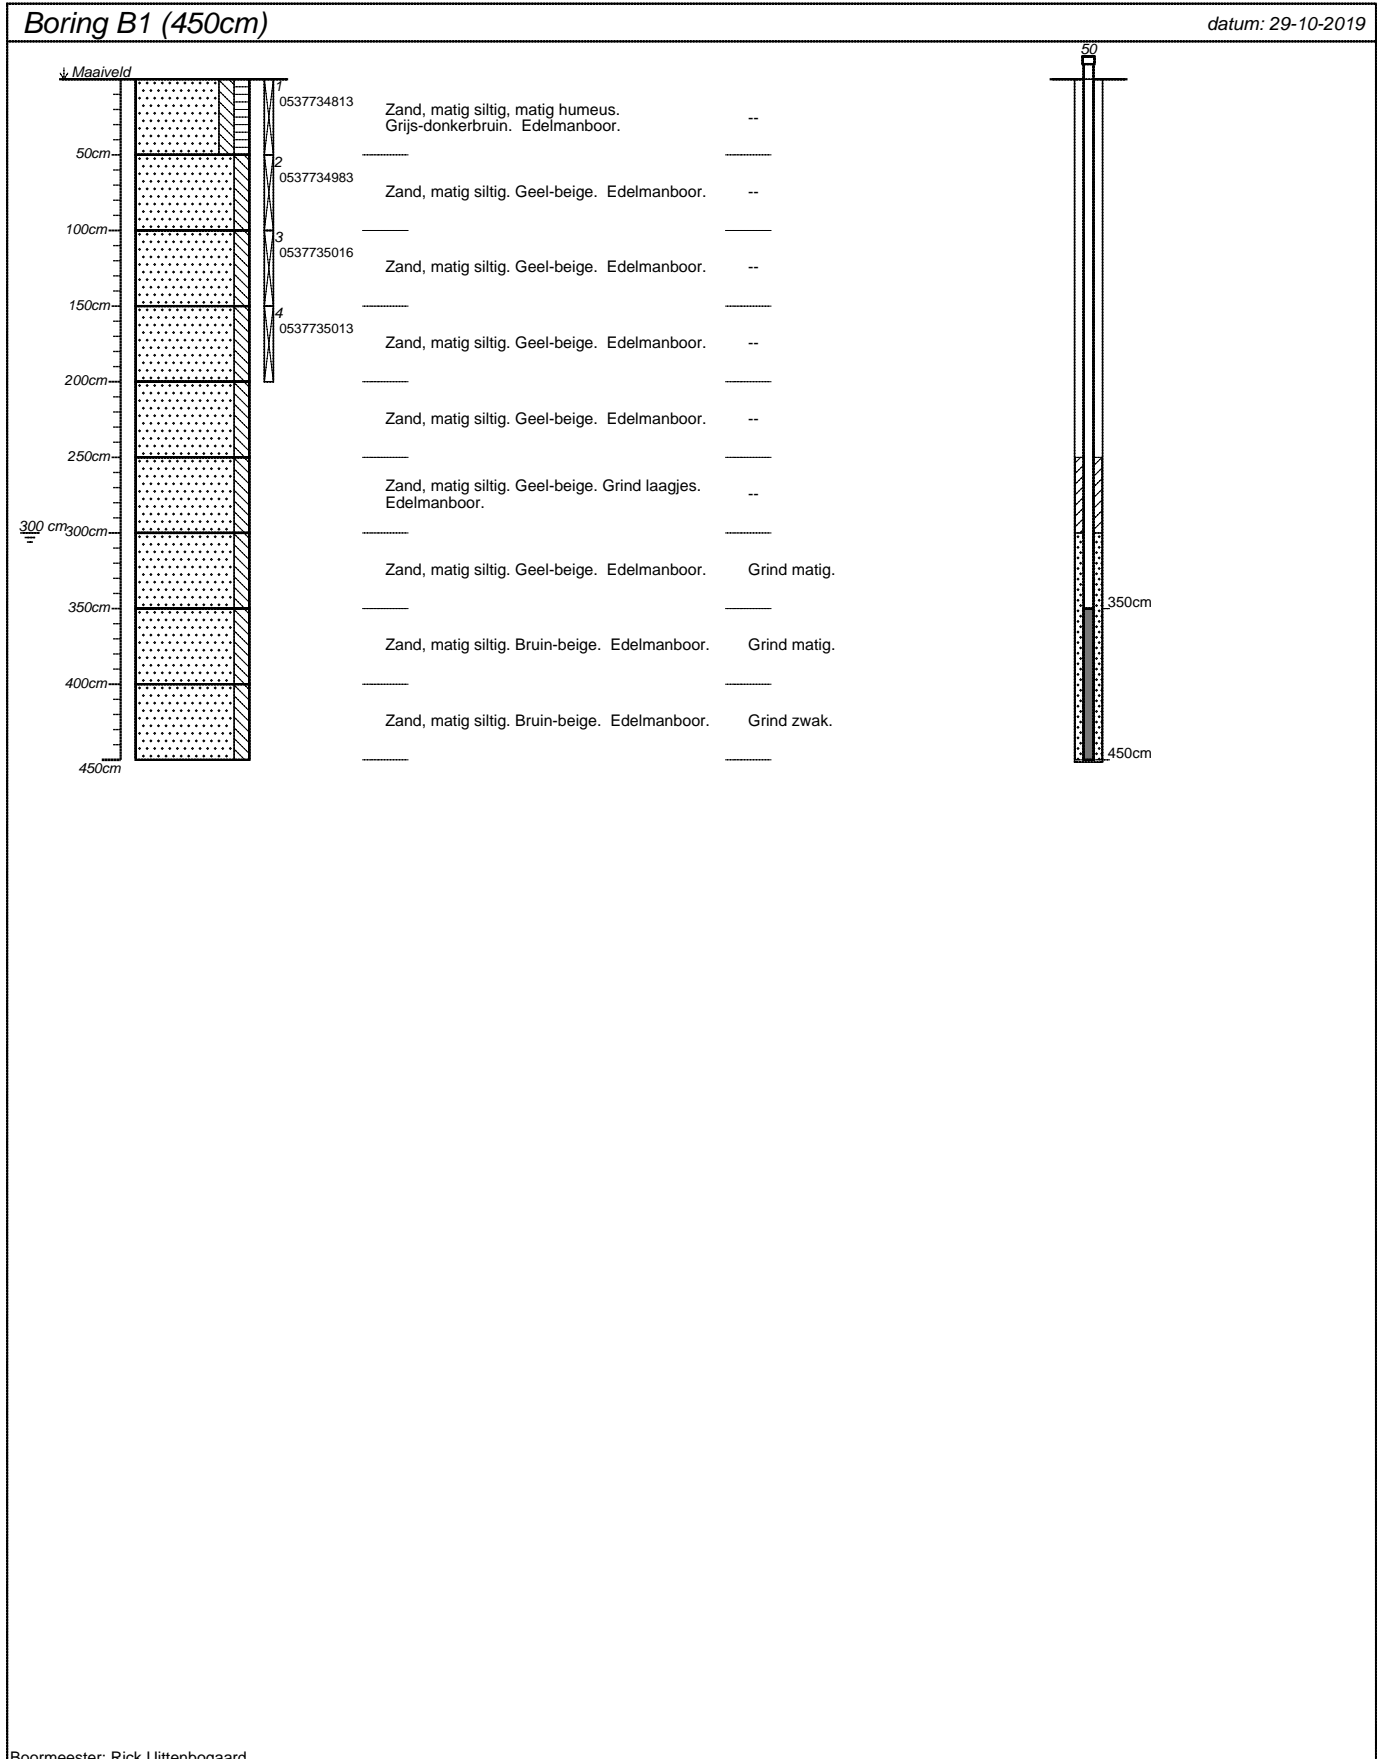 Boring B1 (450cm)
datum: 29-10-2019
50
Maaiveld
1
0537734813
Zand, matig siltig, matig humeus.
Grijs-donkerbruin. Edelmanboor.
--
50cm
2
0537734983
Zand, matig siltig. Geel-beige. Edelmanboor.
--
100cm
3
0537735016
Zand, matig siltig. Geel-beige. Edelmanboor.
--
150cm
4
0537735013
Zand, matig siltig. Geel-beige. Edelmanboor.
--
200cm
Zand, matig siltig. Geel-beige. Edelmanboor.
--
250cm
Zand, matig siltig. Geel-beige. Grind laagjes.
Edelmanboor.
--
300 cm
300cm
Zand, matig siltig. Geel-beige. Edelmanboor.
Grind matig.
350cm
350cm
Zand, matig siltig. Bruin-beige. Edelmanboor.
Grind matig.
400cm
Zand, matig siltig. Bruin-beige. Edelmanboor.
Grind zwak.
450cm
450cm
Boormeester: Rick Uittenbogaard